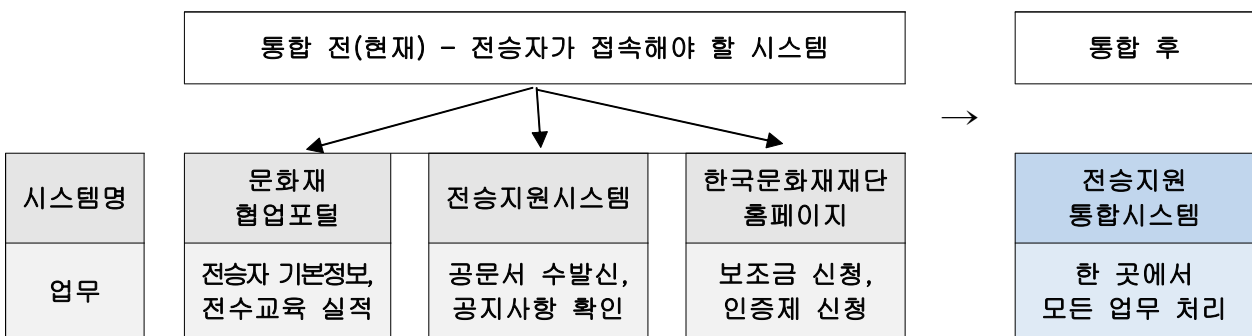 통합 전(현재) – 전승자가 접속해야 할 시스템
통합 후
→
시스템명
문화재
협업포털
전승지원시스템
한국문화재재단
홈페이지
전승지원
통합시스템
업무
전승자 기본정보,
전수교육 실적
공문서 수발신,
공지사항 확인
보조금 신청,
인증제 신청
한 곳에서
모든 업무 처리